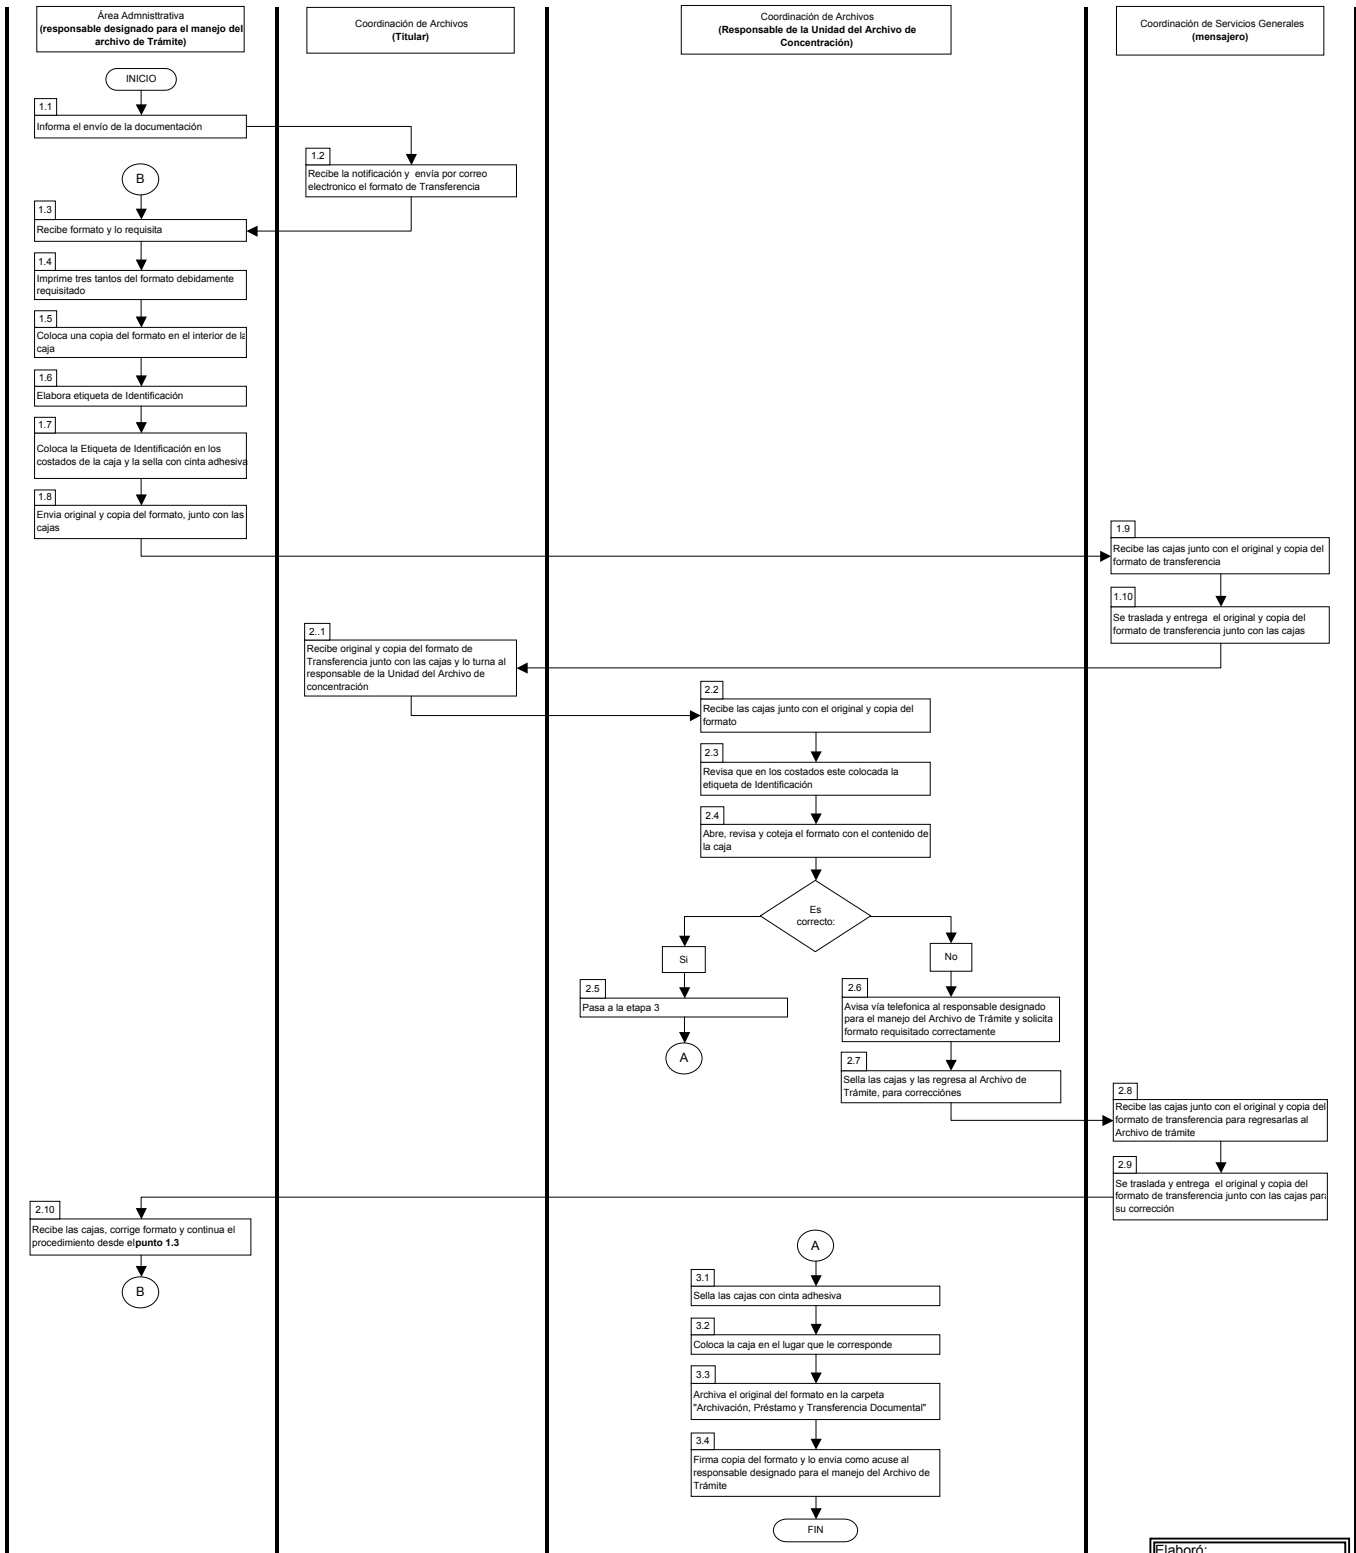 Área Admnisttrativa
(responsable designado para el manejo del
archivo de Trámite)
Coordinación de Archivos
(Titular)
Coordinación de Archivos
(Responsable de la Unidad del Archivo de
Concentración)
Coordinación de Servicios Generales
(mensajero)
INICIO
1.1
Informa el envío de la documentación
1.2
Recibe la notificación y envía por correo
electronico el formato de Transferencia
B
1.3
Recibe formato y lo requisita
1.4
Imprime tres tantos del formato debidamente
requisitado
1.5
Coloca una copia del formato en el interior de la
caja
1.6
Elabora etiqueta de Identificación
1.7
Coloca la Etiqueta de Identificación en los
costados de la caja y la sella con cinta adhesiva
1.8
Envia original y copia del formato, junto con las
cajas
1.9
Recibe las cajas junto con el original y copia del
formato de transferencia
1.10
Se traslada y entrega el original y copia del
formato de transferencia junto con las cajas
2..1
Recibe original y copia del formato de
Transferencia junto con las cajas y lo turna al
responsable de la Unidad del Archivo de
concentración
2.2
Recibe las cajas junto con el original y copia del
formato
2.3
Revisa que en los costados este colocada la
etiqueta de Identificación
2.4
Abre, revisa y coteja el formato con el contenido de
la caja
Es
correcto:
Si
No
2.5
Pasa a la etapa 3
A
2.6
Avisa vía telefonica al responsable designado
para el manejo del Archivo de Trámite y solicita
formato requisitado correctamente
2.7
Sella las cajas y las regresa al Archivo de
Trámite, para correcciónes
2.8
Recibe las cajas junto con el original y copia del
formato de transferencia para regresarlas al
Archivo de trámite
2.9
Se traslada y entrega el original y copia del
formato de transferencia junto con las cajas para
su corrección
2.10
Recibe las cajas, corrige formato y continua el
procedimiento desde elpunto 1.3
B
A
3.1
Sella las cajas con cinta adhesiva
3.2
Coloca la caja en el lugar que le corresponde
3.3
Archiva el original del formato en la carpeta
"Archivación, Préstamo y Transferencia Documental"
3.4
Firma copia del formato y lo envia como acuse al
responsable designado para el manejo del Archivo de
Trámite
FIN
Elaboró: